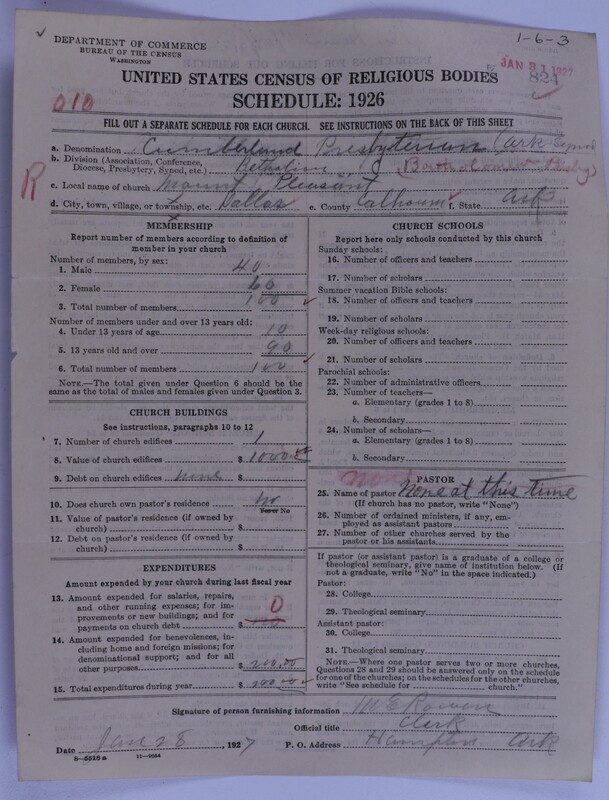 1-6-3
DEPARTMENT OF COMMERCE
BUREAU OF THE CENSUS
WASHINGTON
JAN 31 1927
824
UNITED STATES CENSUS OF RELIGIOUS BODIES
SCHEDULE: 1926
010
FILL OUT A SEPARATE SCHEDULE FOR EACH CHURCH. SEE INSTRUCTIONS ON THE BACK OF THIS SHEET
a. Denomination Cumberland Presbyterian (Ark Synod
b. Division (Association, Conference,
Diocese, Presbytery, Synod, etc.) (Bartholomew Presby)
R
c. Local name of church Mount Pleasant
d. City, town, village, or township, etc. Dallas e. County Calhoun f. State Ark
MEMBERSHIP
Report number of members according to definition of
member in your church
Number of members, by sex:
1. Male 40
2. Female 60
3. Total number of members 100
Number of members under and over 13 years old:
4. Under 13 years of age 10
5. 13 years old and over 90
6. Total number of members 100
NOTE.—The total given under Question 6 should be the
same as the total of males and females given under Question 3.
CHURCH BUILDINGS
See instructions, paragraphs 10 to 12
7. Number of church edifices 1
8. Value of church edifices $ 1000
9. Debt on church edifices none $
10. Does church own pastor's residence no
Yes or No
11. Value of pastor's residence (if owned by
church) $
12. Debt on pastor's residence (if owned by
church) $
EXPENDITURES
Amount expended by your church during last fiscal year
13. Amount expended for salaries, repairs,
and other running expenses; for im-
provements or new buildings; and for
payments on church debt $ 0
14. Amount expended for benevolences, in-
cluding home and foreign missions; for
denominational support; and for all
other purposes $ 200.00
15. Total expenditures during year $ 200.00
CHURCH SCHOOLS
Report here only schools conducted by this church
Sunday schools:
16. Number of officers and teachers
17. Number of scholars
Summer vacation Bible schools:
18. Number of officers and teachers
19. Number of scholars
Week-day religious schools:
20. Number of officers and teachers
21. Number of scholars
Parochial schools:
22. Number of administrative officers
23. Number of teachers—
a. Elementary (grades 1 to 8)
b. Secondary
24. Number of scholars—
a. Elementary (grades 1 to 8)
b. Secondary
none
PASTOR
25. Name of pastor None at this time
(If church has no pastor, write "None")
26. Number of ordained ministers, if any, em-
ployed as assistant pastors
27. Number of other churches served by the
pastor or his assistants
If pastor (or assistant pastor) is a graduate of a college or
theological seminary, give name of institution below. (If
not a graduate, write "No" in the space indicated.)
Pastor:
28. College
29. Theological seminary
Assistant pastor:
30. College
31. Theological seminary
NOTE.—Where one pastor serves two or more churches,
Questions 28 and 29 should be answered only on the schedule
for one of the churches; on the schedules for the other churches,
write "See schedule for church."
Signature of person furnishing information M E Rowen
Official title Clerk
Date Jan 28, 1927 P. O. Address Hampton Ark
8-5518 a 11-9034